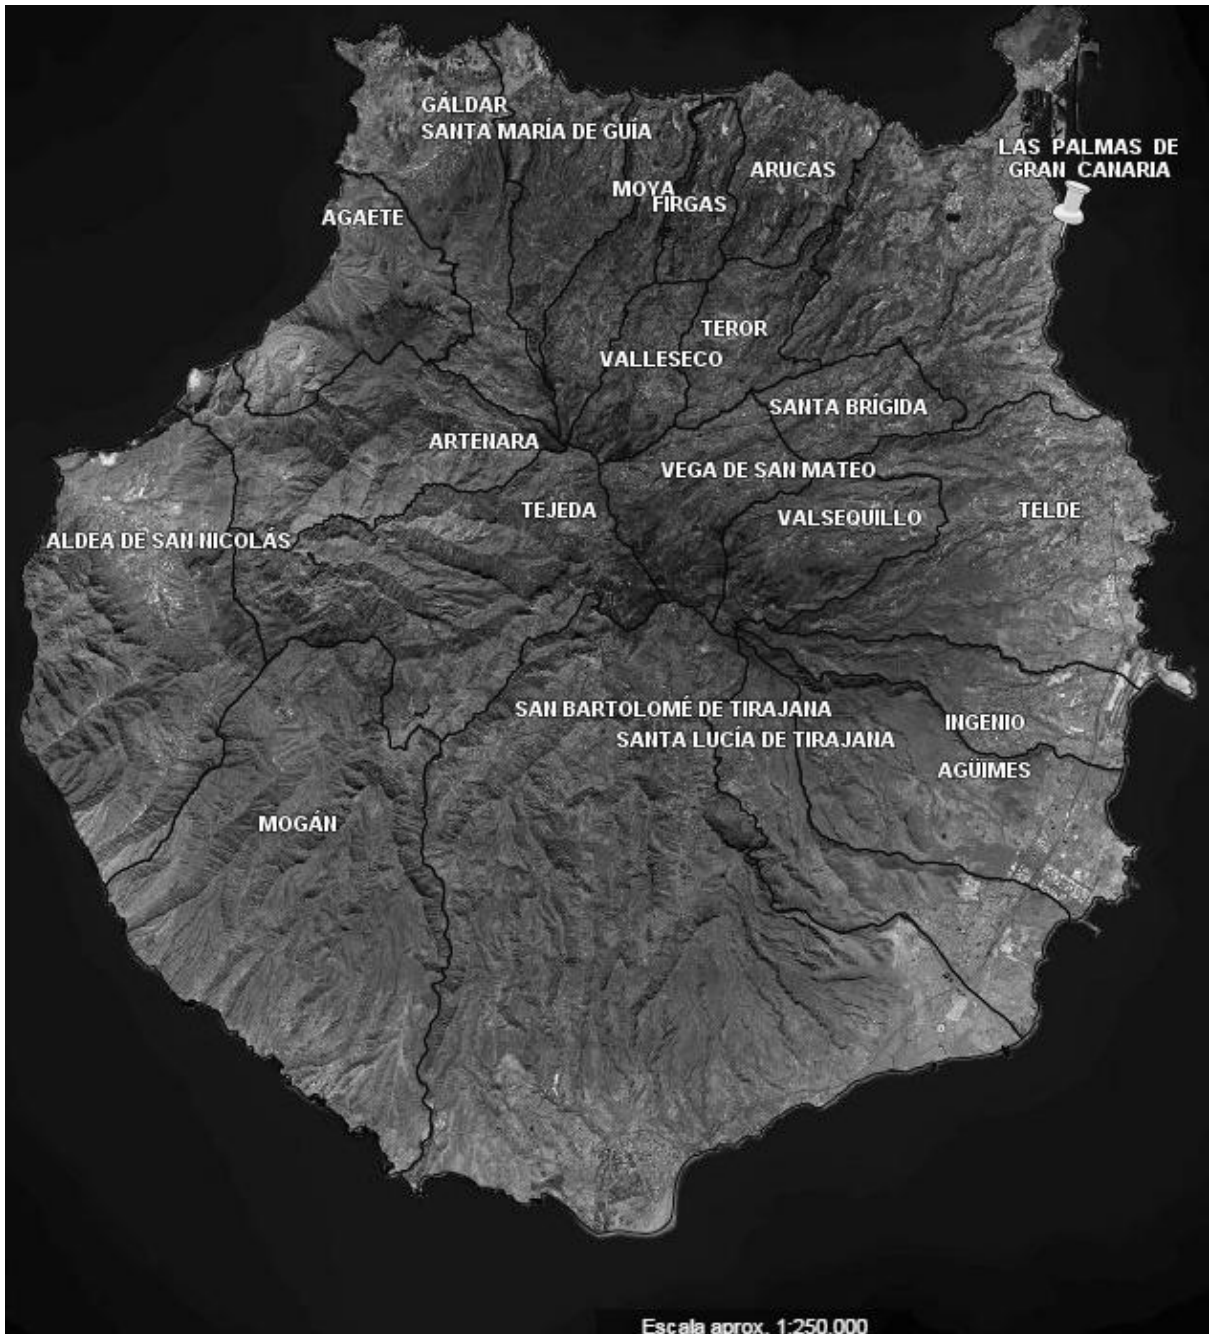 GÁLDAR
SANTA MARÍA DE GUÍA
LAS PALMAS DE
GRAN CANARIA
ARUCAS
MOYA
FIRGAS
AGAETE
TEROR
VALLESECO
SANTA BRÍGIDA
ARTENARA
VEGA DE SAN MATEO
TEJEDA
VALSEQUILLO
TELDE
ALDEA DE SAN NICOLÁS
SAN BARTOLOMÉ DE TIRAJANA
INGENIO
SANTA LUCÍA DE TIRAJANA
AGÜIMES
MOGÁN
Escala aprox. 1:250.000